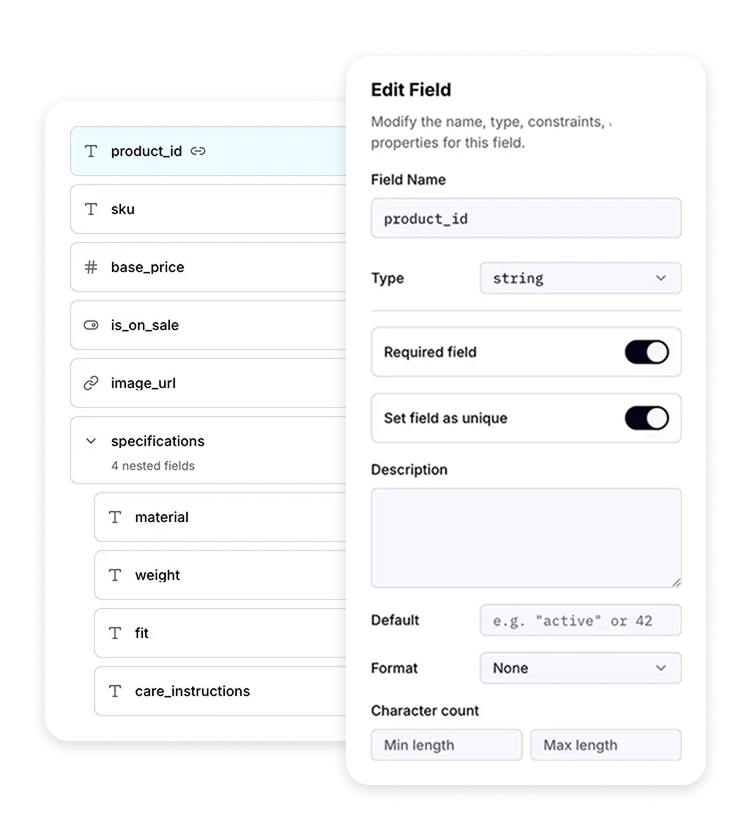 product_id
sku
base_price
is_on_sale
image_url
specifications
4 nested fields
material
weight
fit
care_instructions
Edit Field
Modify the name, type, constraints,
properties for this field.
Field Name
product_id
Type
string
Required field
Set field as unique
Description
Default
e.g. "active" or 42
Format
None
Character count
Min length
Max length